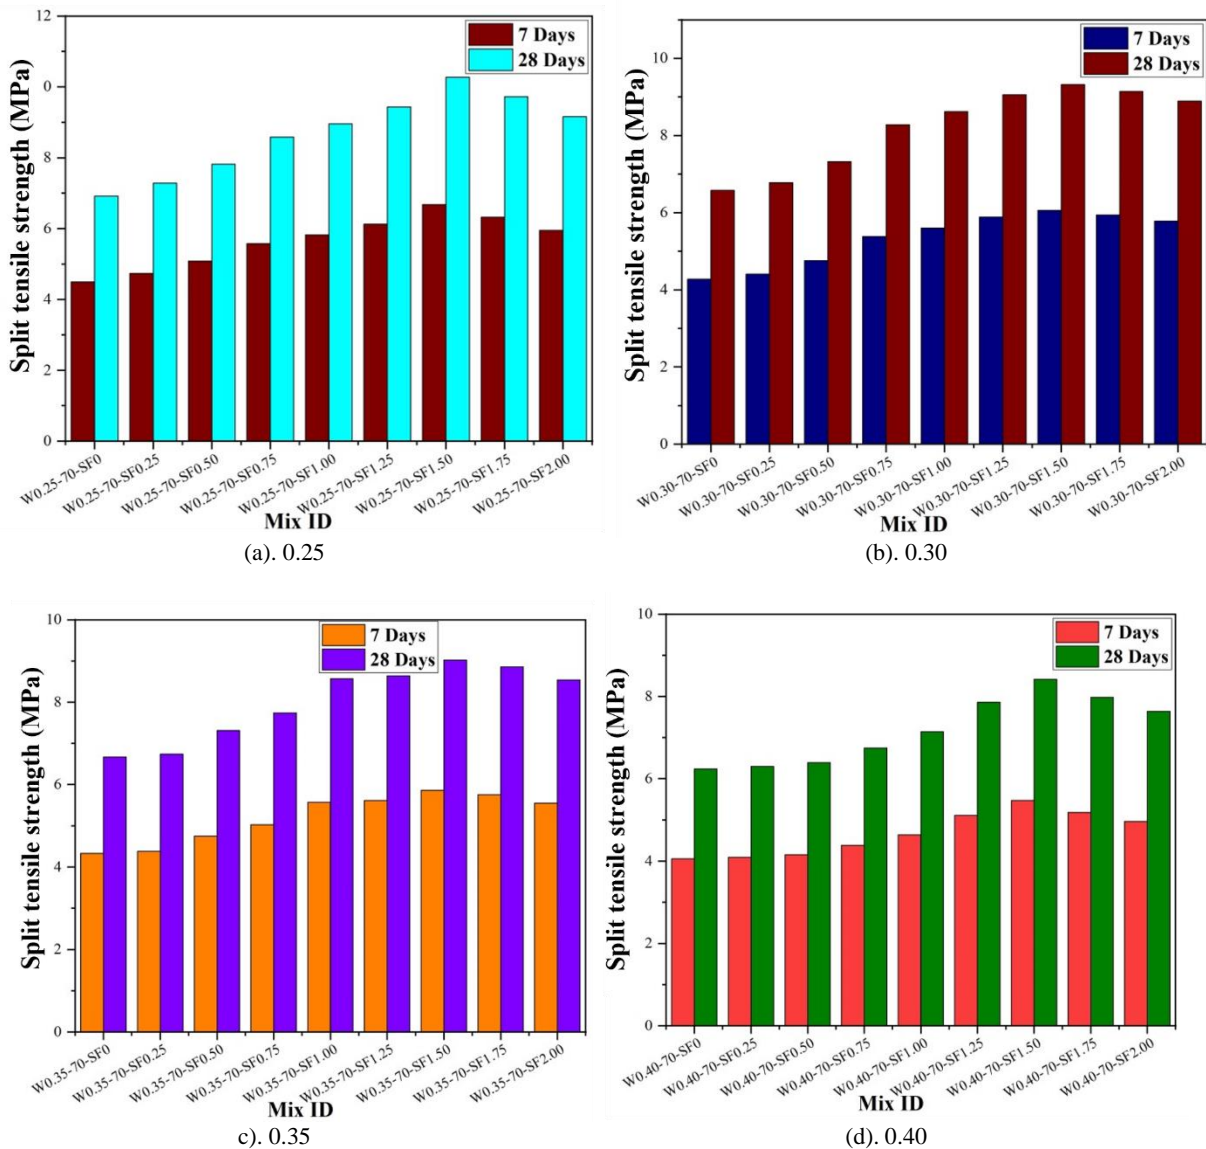 12
0
8
6
4
2
0
Split tensile strength (MPa)
7 Days
28 Days
W0.25-70-SF0
W0.25-70-SF0.25
W0.25-70-SF0.50
W0.25-70-SF0.75
W0.25-70-SF1.00
W0.25-70-SF1.25
W0.25-70-SF1.50
W0.25-70-SF1.75
W0.25-70-SF2.00
Mix ID
(a). 0.25
10
8
6
4
2
0
Split tensile strength (MPa)
7 Days
28 Days
W0.30-70-SF0
W0.30-70-SF0.25
W0.30-70-SF0.50
W0.30-70-SF0.75
W0.30-70-SF1.00
W0.30-70-SF1.25
W0.30-70-SF1.50
W0.30-70-SF1.75
W0.30-70-SF2.00
Mix ID
(b). 0.30
10
8
6
4
2
0
Split tensile strength (MPa)
7 Days
28 Days
W0.35-70-SF0
W0.35-70-SF0.25
W0.35-70-SF0.50
W0.35-70-SF0.75
W0.35-70-SF1.00
W0.35-70-SF1.25
W0.35-70-SF1.50
W0.35-70-SF1.75
W0.35-70-SF2.00
Mix ID
c). 0.35
10
8
6
4
2
0
Split tensile strength (MPa)
7 Days
28 Days
W0.40-70-SF0
W0.40-70-SF0.25
W0.40-70-SF0.50
W0.40-70-SF0.75
W0.40-70-SF1.00
W0.40-70-SF1.25
W0.40-70-SF1.50
W0.40-70-SF1.75
W0.40-70-SF2.00
Mix ID
(d). 0.40